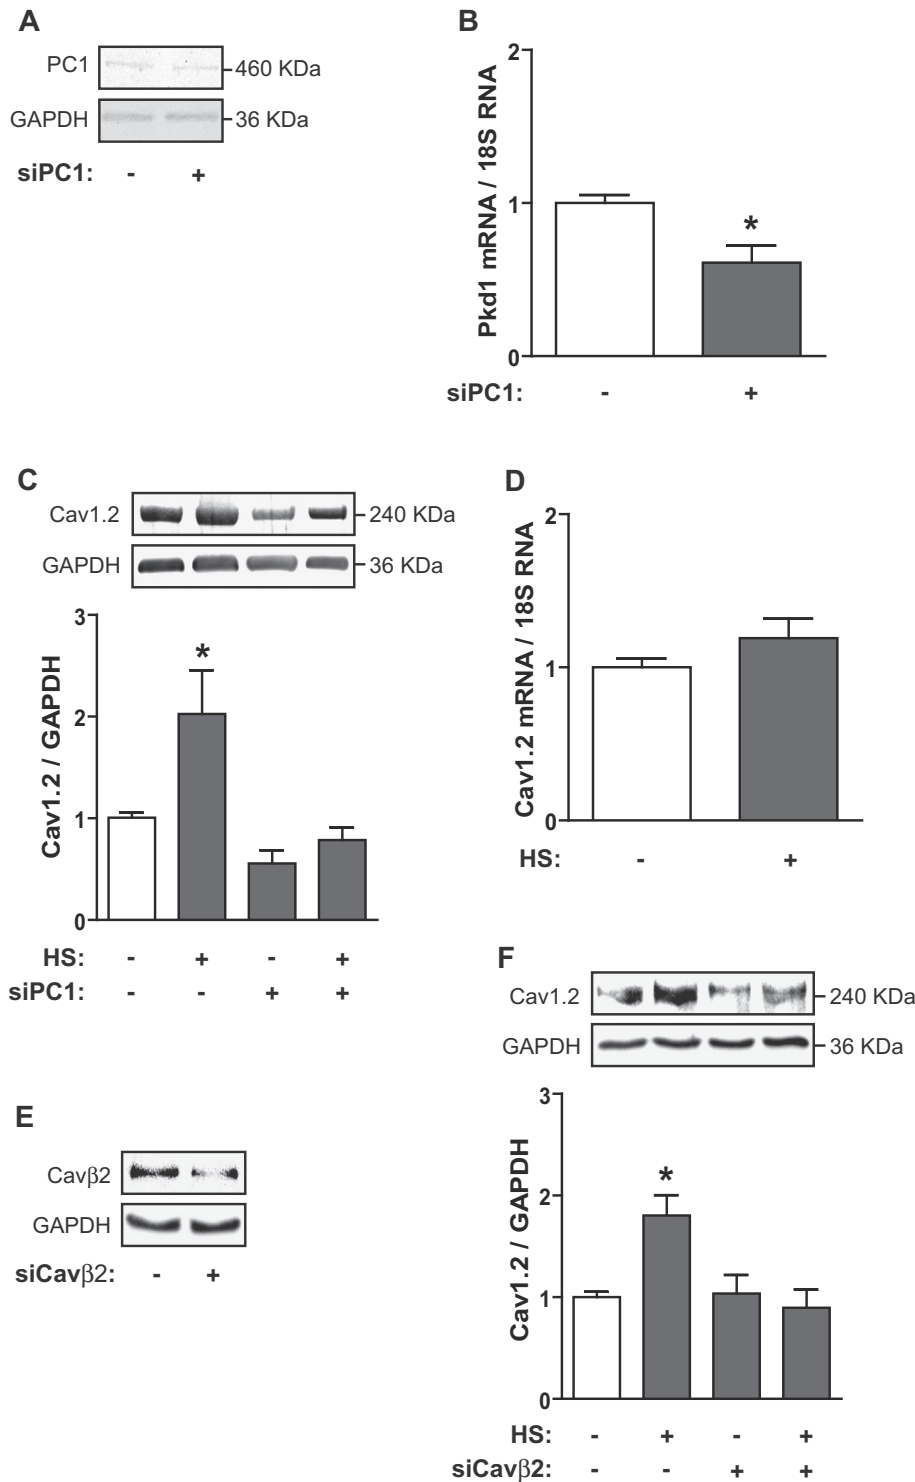 A
PC1
460 KDa
GAPDH
36 KDa
siPC1: - +
B
Pkd1 mRNA / 18S RNA
2
1
0
*
siPC1: - +
C
Cav1.2
240 KDa
GAPDH
36 KDa
Cav1.2 / GAPDH
3
2
1
0
*
HS: - + - +
siPC1: - - + +
D
Cav1.2 mRNA / 18S RNA
2
1
0
HS: - +
E
Cavβ2
GAPDH
siCavβ2: - +
F
Cav1.2
240 KDa
GAPDH
36 KDa
Cav1.2 / GAPDH
3
2
1
0
*
HS: - + - +
siCavβ2: - - + +